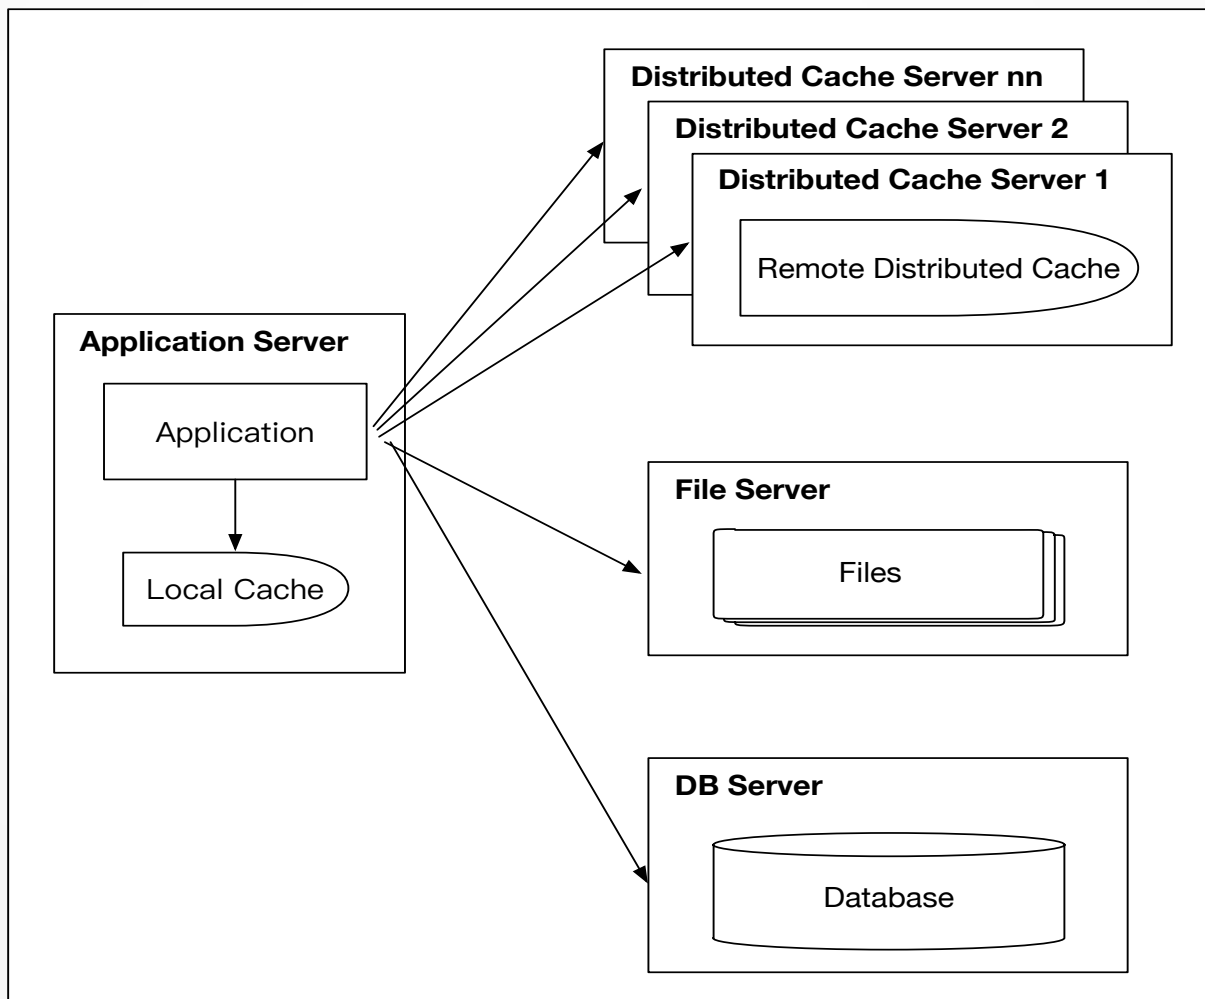 Distributed Cache Server nn
Distributed Cache Server 2
Distributed Cache Server 1
Remote Distributed Cache
Application Server
Application
Local Cache
File Server
Files
DB Server
Database